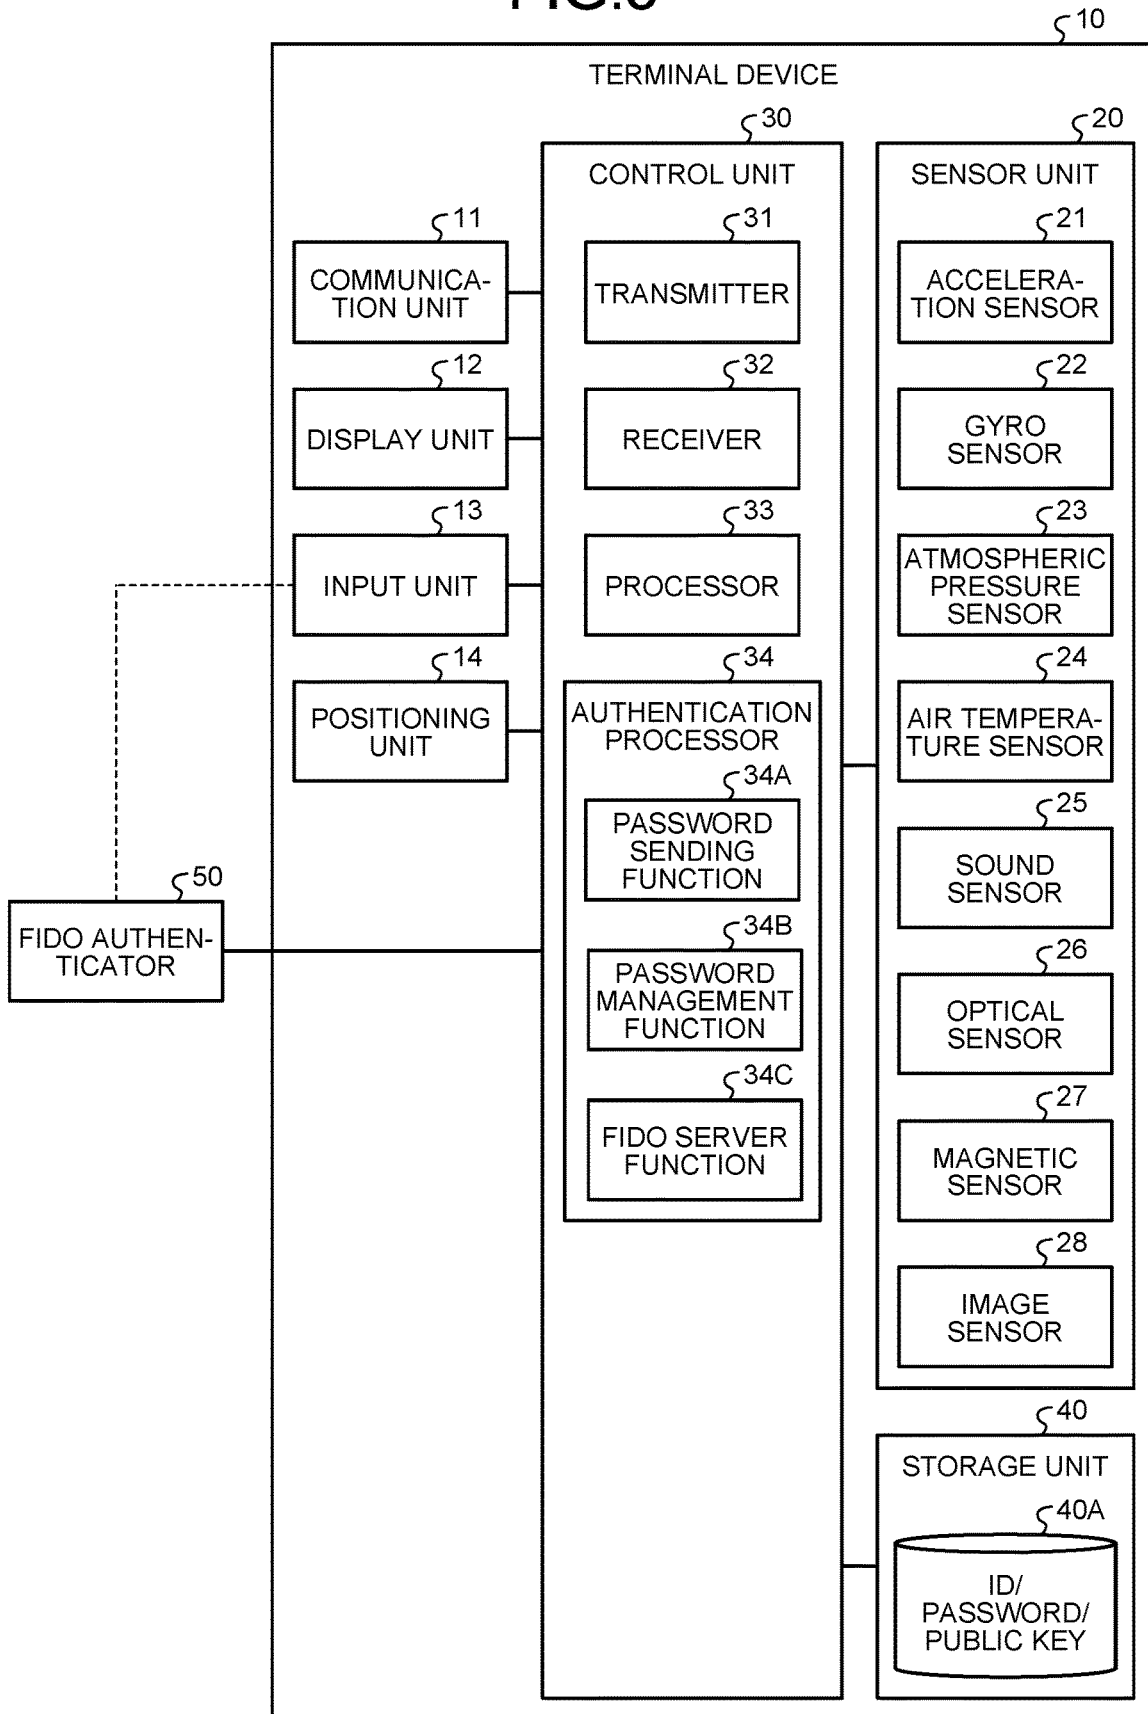 10
TERMINAL DEVICE
30
CONTROL UNIT
20
SENSOR UNIT
11
COMMUNICA-
TION UNIT
31
TRANSMITTER
21
ACCELERA-
TION SENSOR
12
DISPLAY UNIT
32
RECEIVER
22
GYRO
SENSOR
13
INPUT UNIT
33
PROCESSOR
23
ATMOSPHERIC
PRESSURE
SENSOR
14
POSITIONING
UNIT
34
AUTHENTICATION
PROCESSOR
24
AIR TEMPERA-
TURE SENSOR
34A
PASSWORD
SENDING
FUNCTION
25
SOUND
SENSOR
50
FIDO AUTHEN-
TICATOR
34B
PASSWORD
MANAGEMENT
FUNCTION
26
OPTICAL
SENSOR
34C
FIDO SERVER
FUNCTION
27
MAGNETIC
SENSOR
28
IMAGE
SENSOR
40
STORAGE UNIT
40A
ID/
PASSWORD/
PUBLIC KEY